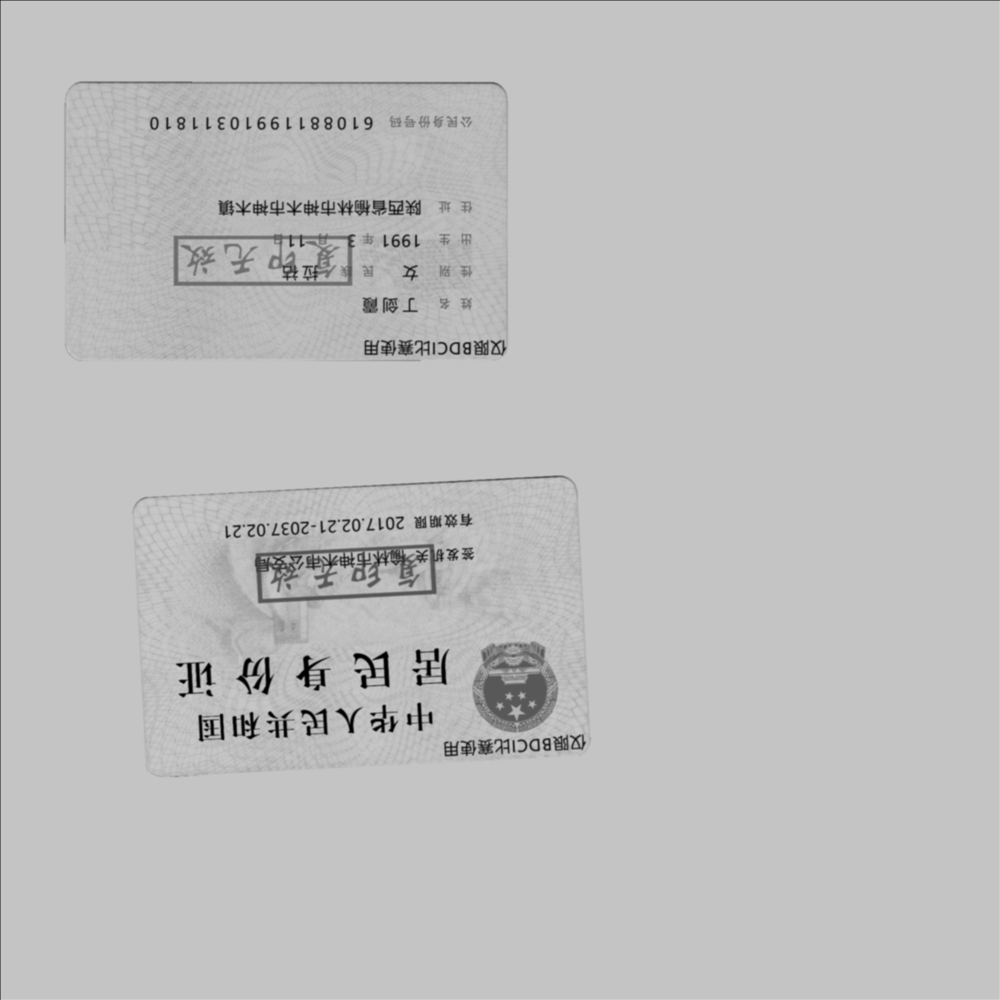 仅限BDCI比赛使用
姓名 丁剑霞
性别 女 民族 拉祜
出生 1991 年 3 月 11 日
住址 陕西省榆林市神木市神木镇
复印无效
公民身份号码 610881199103111810
仅限BDCI比赛使用
中华人民共和国
居民身份证
签发机关 榆林市神木市公安局
复印无效
有效期限 2017.02.21-2037.02.21